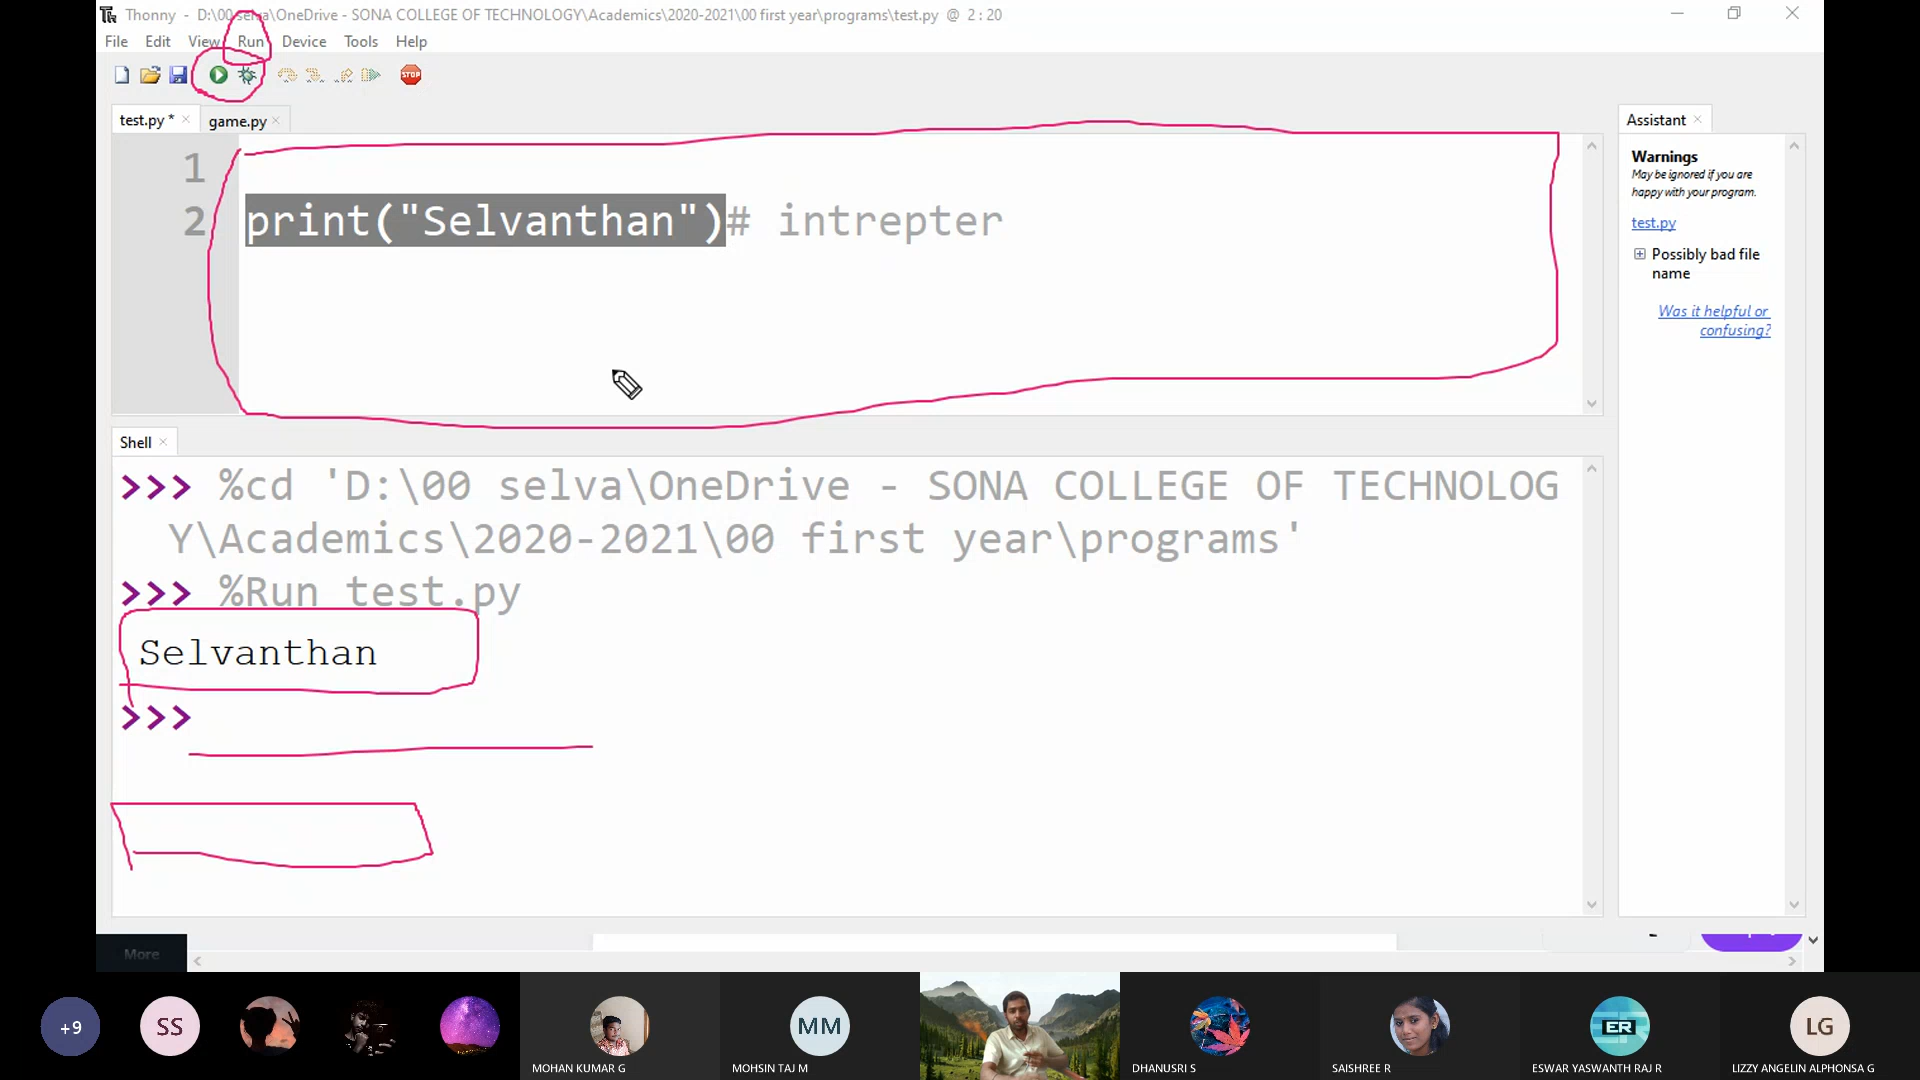 Thonny - D:\00 selva\OneDrive - SONA COLLEGE OF TECHNOLOGY\Academics\2020-2021\00 first year\programs\test.py @ 2 : 20
File Edit View Run Device Tools Help
STOP
test.py * × game.py ×
Assistant ×
1
2 print("Selvanthan")# intrepter
Warnings
May be ignored if you are
happy with your program.
test.py
Possibly bad file
name
Was it helpful or
confusing?
Shell ×
>>> %cd 'D:\00 selva\OneDrive - SONA COLLEGE OF TECHNOLOG
Y\Academics\2020-2021\00 first year\programs'
>>> %Run test.py
Selvanthan
>>>
More
+9
SS
MM
ER
LG
MOHAN KUMAR G
MOHSIN TAJ M
DHANUSRI S
SAISHREE R
ESWAR YASWANTH RAJ R
LIZZY ANGELIN ALPHONSA G